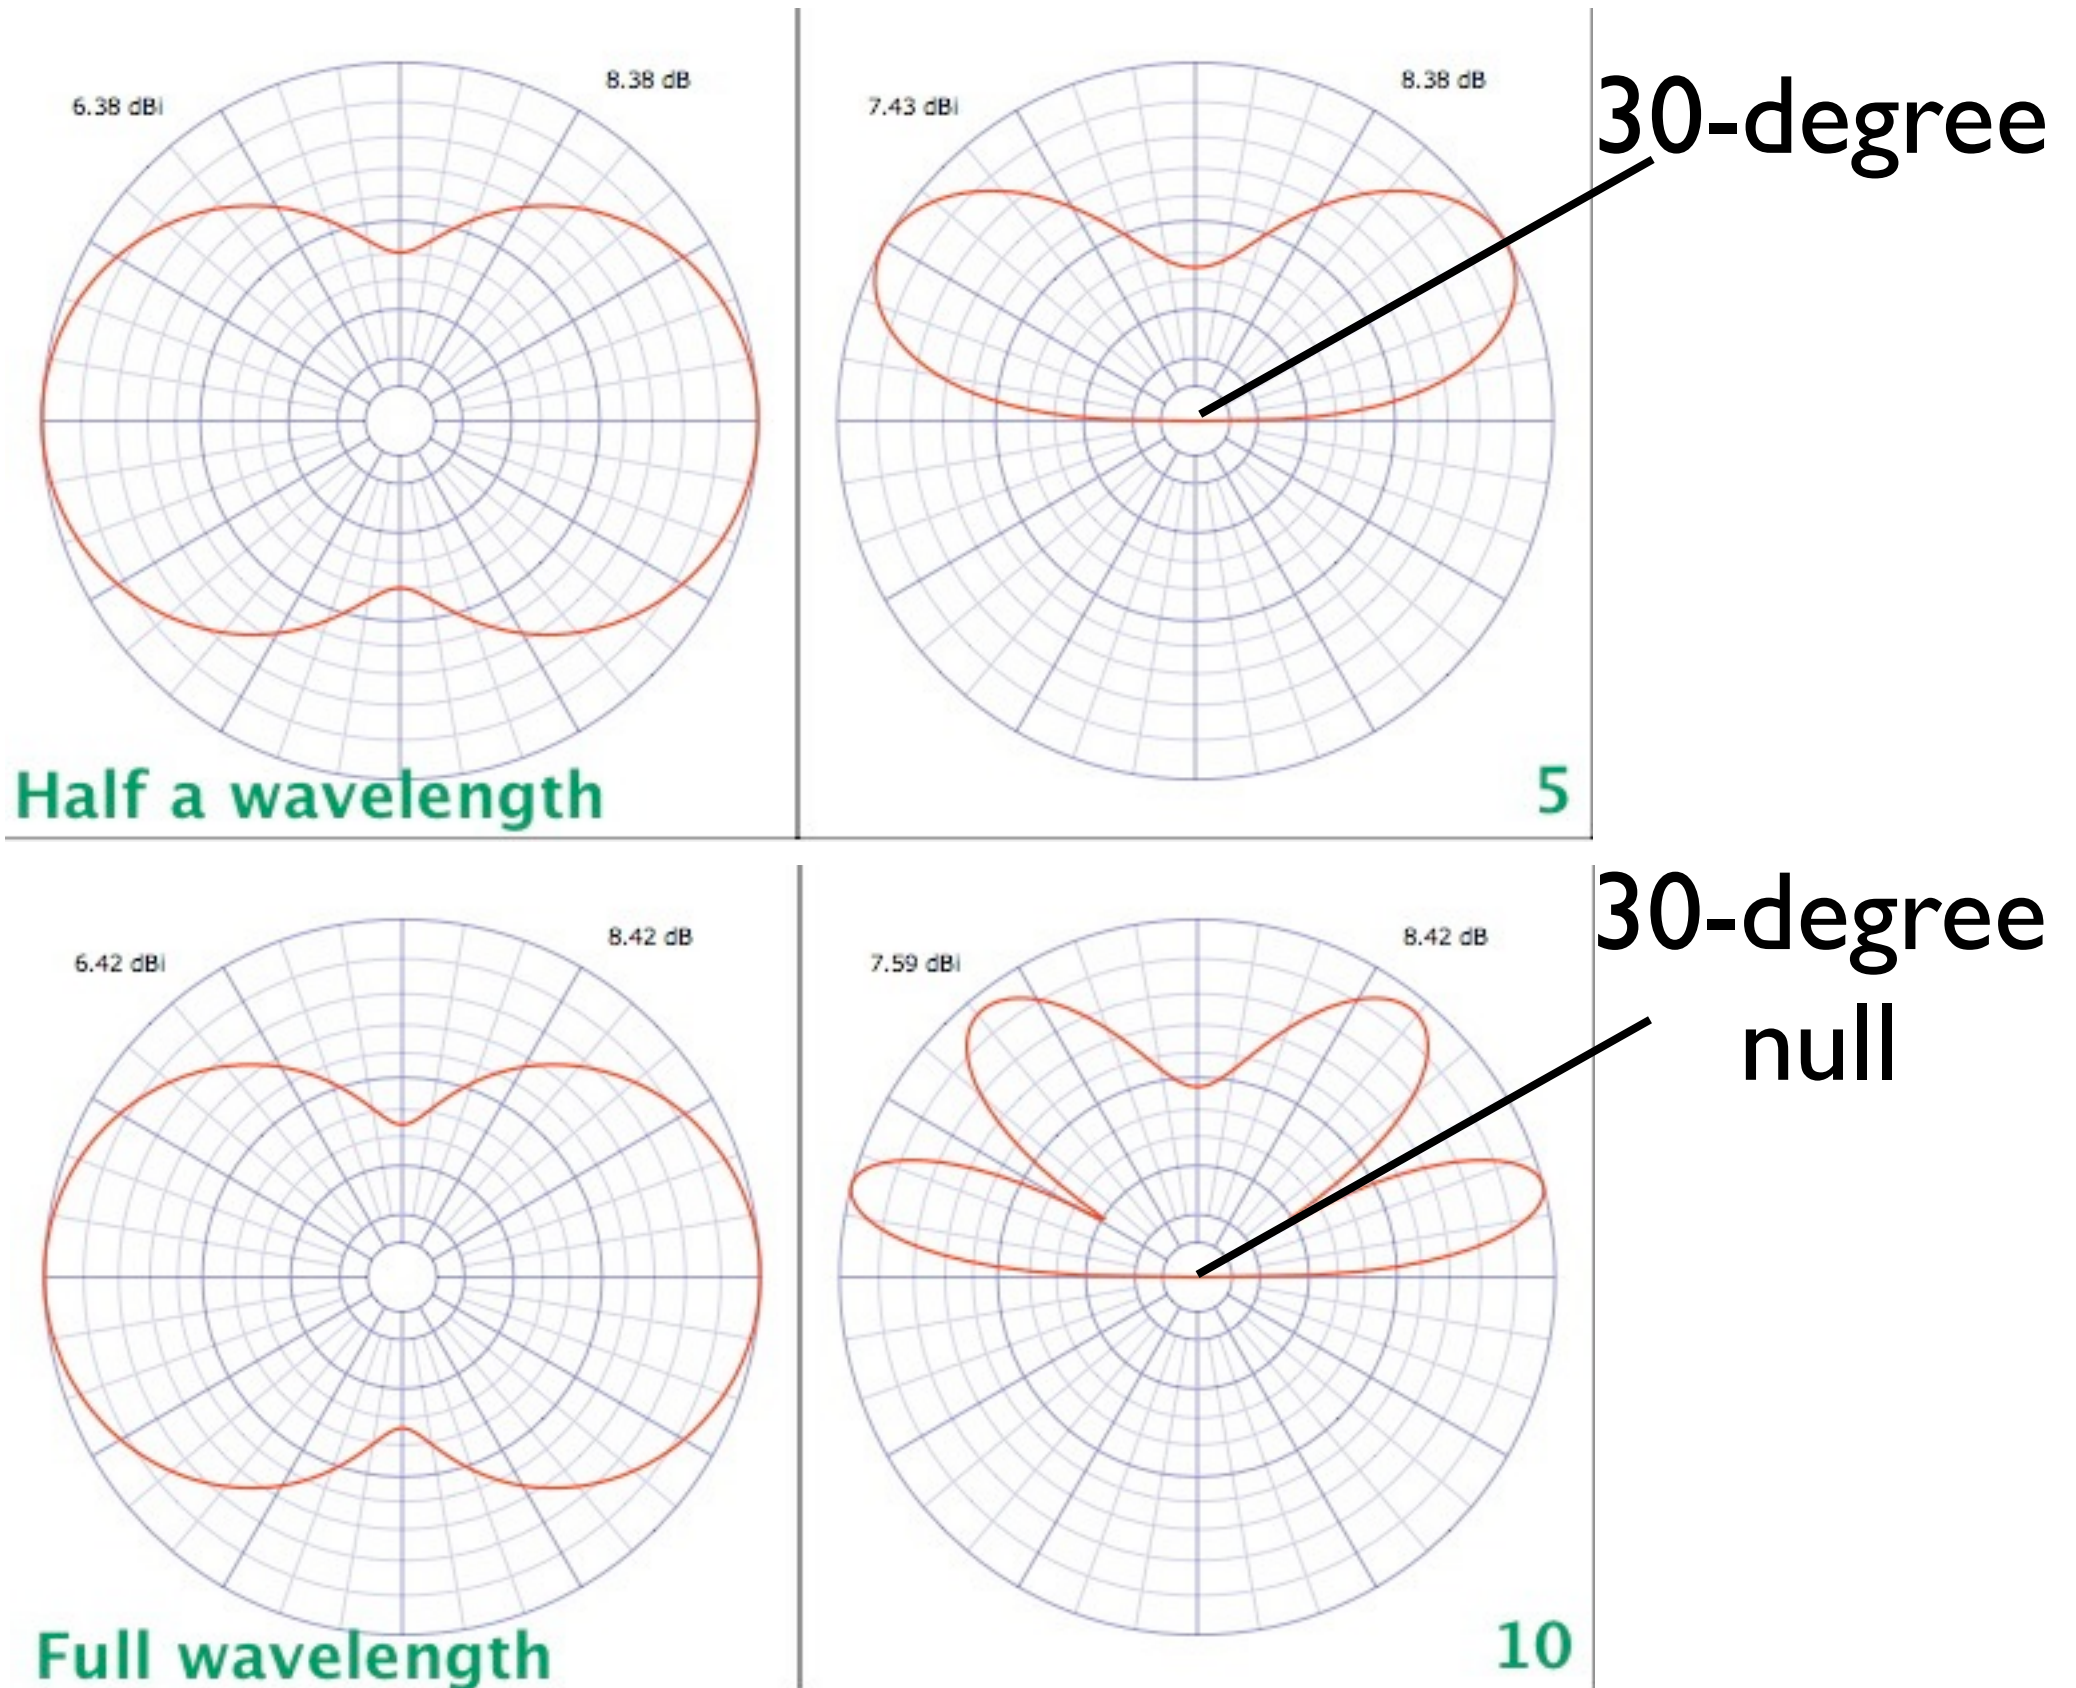 6.38 dBi
8.38 dB
7.43 dBi
8.38 dB
30-degree
Half a wavelength
5
6.42 dBi
8.42 dB
7.59 dBi
8.42 dB
30-degree
null
Full wavelength
10